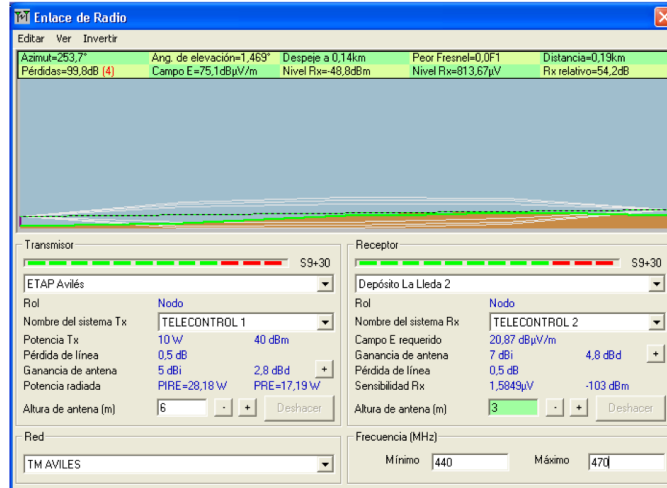 Enlace de Radio
Editar Ver Invertir
Azimut=253,7° Ang. de elevación=1,469° Despeje a 0,14km Peor Fresnel=0,0F1 Distancia=0,19km
Pérdidas=99,8dB (4) Campo E=75,1dBµV/m Nivel Rx=-48,8dBm Nivel Rx=813,67µV Rx relativo=54,2dB
Transmisor
S9+30
ETAP Avilés
Rol Nodo
Nombre del sistema Tx TELECONTROL 1
Potencia Tx 10 W 40 dBm
Pérdida de línea 0,5 dB
Ganancia de antena 5 dBi 2,8 dBd +
Potencia radiada PIRE=28,18 W PRE=17,19 W
Altura de antena (m) 6 - + Deshacer
Red
TM AVILES
Receptor
S9+30
Depósito La Lleda 2
Rol Nodo
Nombre del sistema Rx TELECONTROL 2
Campo E requerido 20,87 dBµV/m
Ganancia de antena 7 dBi 4,8 dBd +
Pérdida de línea 0,5 dB
Sensibilidad Rx 1,5849µV -103 dBm
Altura de antena (m) 3 - + Deshacer
Frecuencia (MHz)
Mínimo 440 Máximo 470